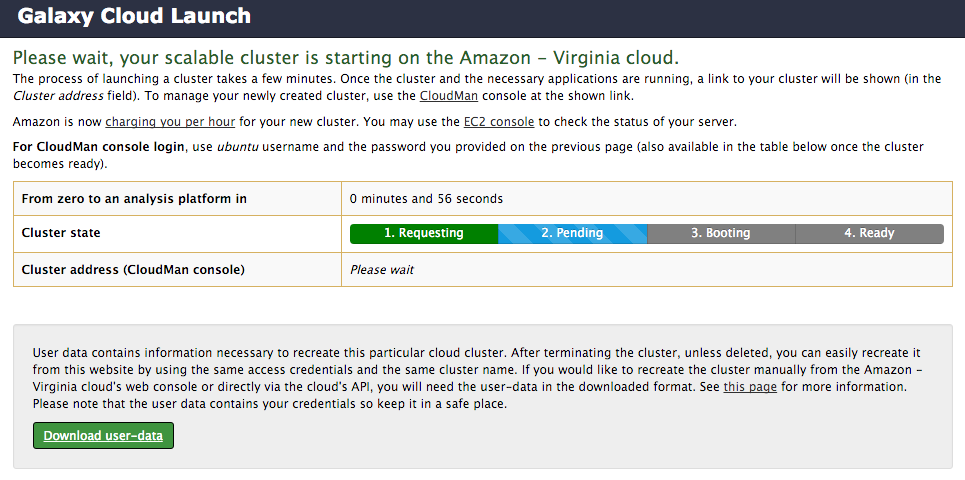 Galaxy Cloud Launch
Please wait, your scalable cluster is starting on the Amazon – Virginia cloud.
The process of launching a cluster takes a few minutes. Once the cluster and the necessary applications are running, a link to your cluster will be shown (in the
Cluster address field). To manage your newly created cluster, use the CloudMan console at the shown link.
Amazon is now charging you per hour for your new cluster. You may use the EC2 console to check the status of your server.
For CloudMan console login, use ubuntu username and the password you provided on the previous page (also available in the table below once the cluster
becomes ready).
From zero to an analysis platform in 0 minutes and 56 seconds
Cluster state 1. Requesting 2. Pending 3. Booting 4. Ready
Cluster address (CloudMan console) Please wait
User data contains information necessary to recreate this particular cloud cluster. After terminating the cluster, unless deleted, you can easily recreate it
from this website by using the same access credentials and the same cluster name. If you would like to recreate the cluster manually from the Amazon –
Virginia cloud's web console or directly via the cloud's API, you will need the user-data in the downloaded format. See this page for more information.
Please note that the user data contains your credentials so keep it in a safe place.
Download user-data